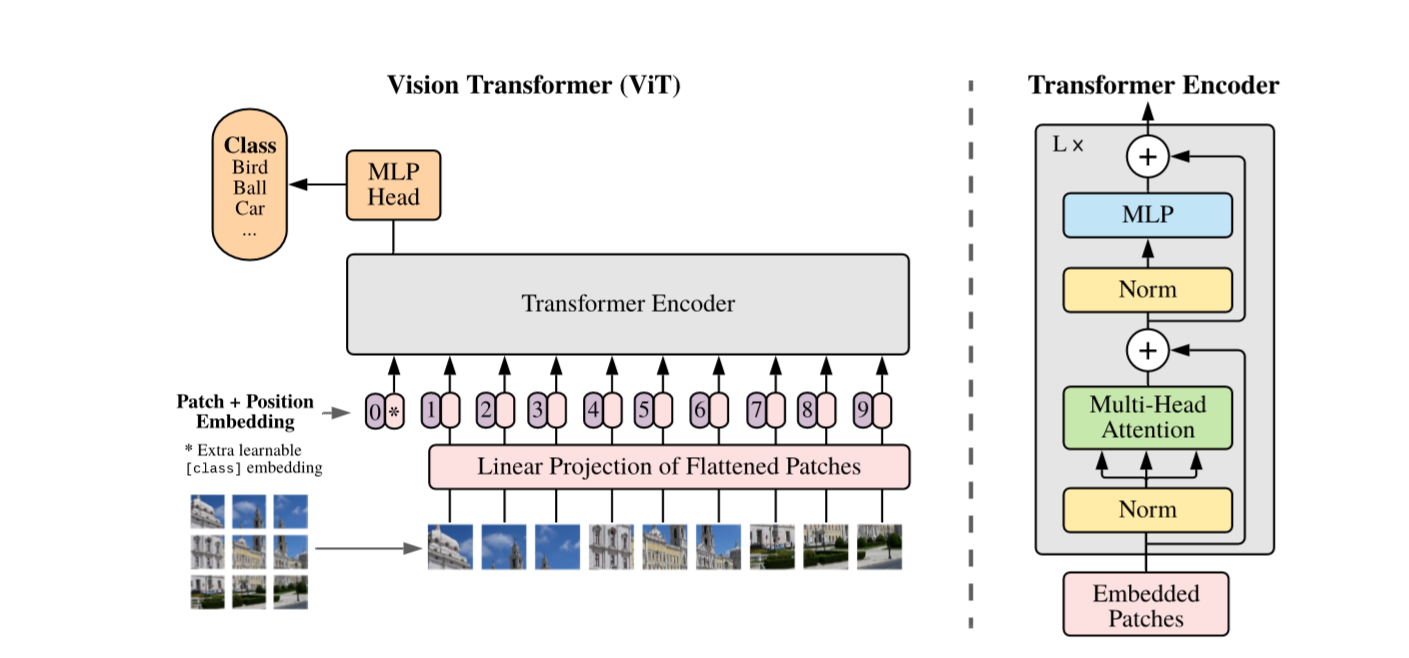 Vision Transformer (ViT)
Class
Bird
Ball
Car
...
MLP
Head
Transformer Encoder
Patch + Position
Embedding
* Extra learnable
[class] embedding
0 * 1 2 3 4 5 6 7 8 9
Linear Projection of Flattened Patches
Transformer Encoder
L x
+
MLP
Norm
+
Multi-Head
Attention
Norm
Embedded
Patches